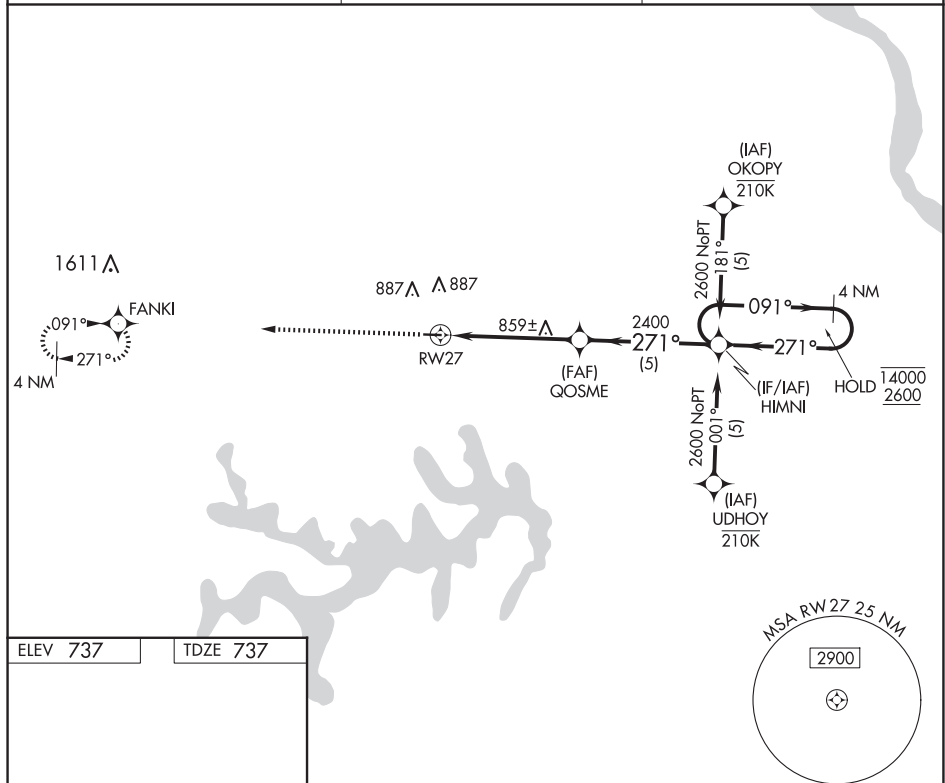 (IAF)
OKOPY
210K
2600 NoPT
181°
(5)
1611
FANKI
091°
271°
4 NM
887
887
859±
RW27
(FAF)
QOSME
2400
271°
(5)
091°
4 NM
271°
(IF/IAF)
HIMNI
HOLD
14000
2600
2600 NoPT
001°
(5)
(IAF)
UDHOY
210K
MSA RW27 25 NM
2900
ELEV 737
TDZE 737